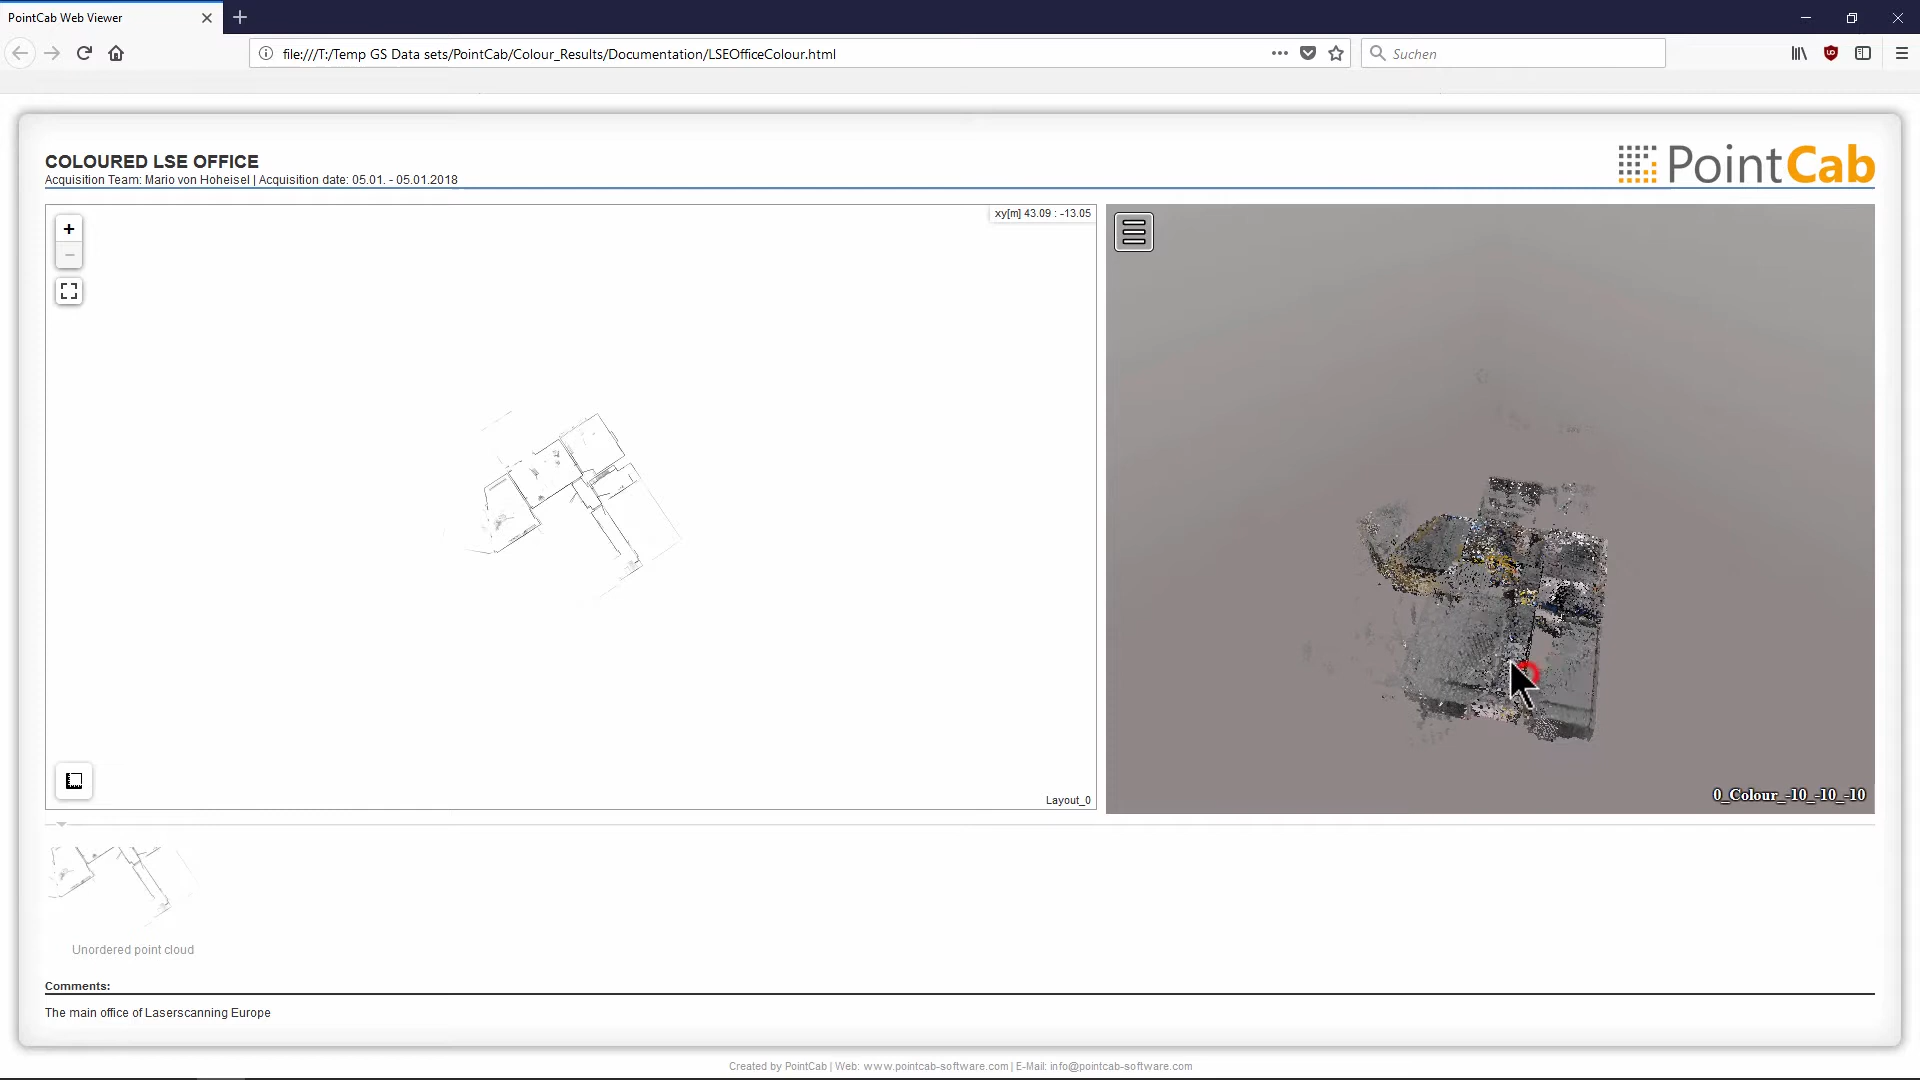 PointCab Web Viewer
file:///T:/Temp GS Data sets/PointCab/Colour_Results/Documentation/LSEOfficeColour.html
Suchen
COLOURED LSE OFFICE
Acquisition Team: Mario von Hoheisel | Acquisition date: 05.01. - 05.01.2018
PointCab
xy[m] 43.09 : -13.05
+
−
Layout_0
0_Colour_-10_-10_-10
Unordered point cloud
Comments:
The main office of Laserscanning Europe
Created by PointCab | Web: www.pointcab-software.com | E-Mail: info@pointcab-software.com